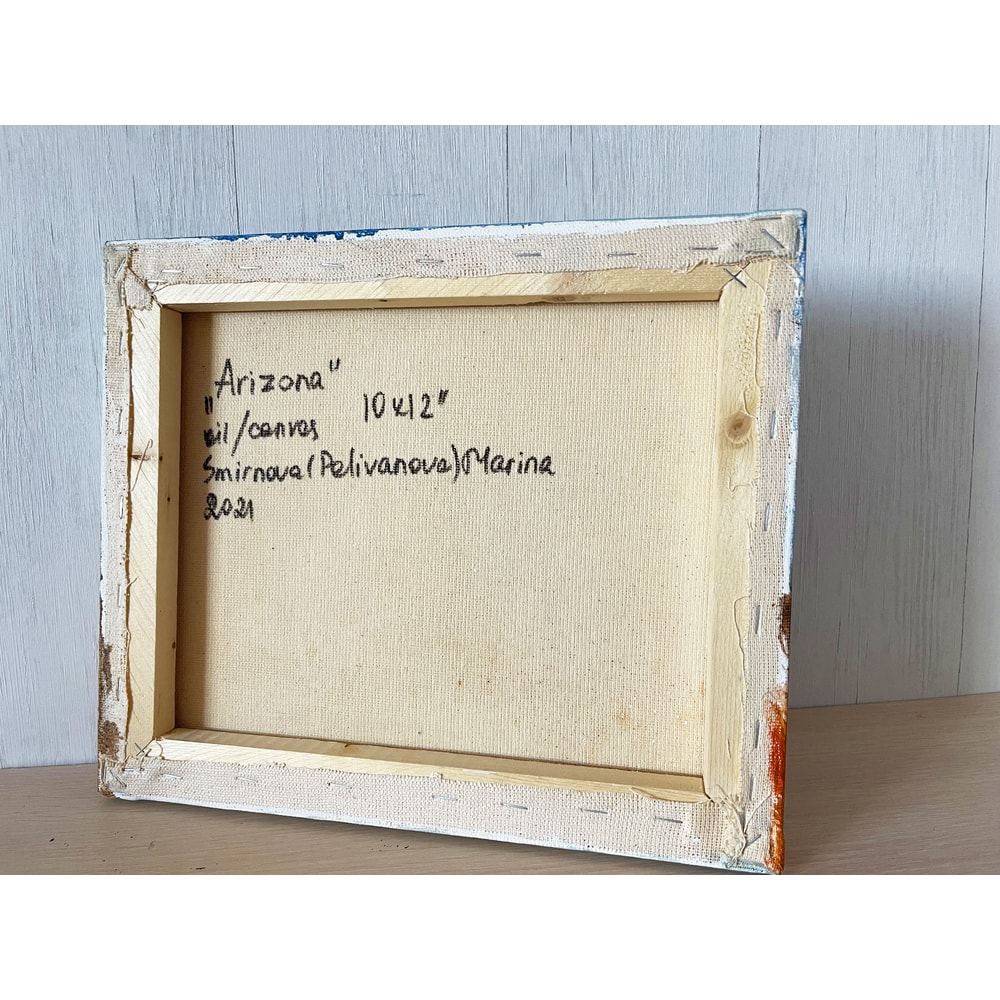 „Arizona"
oil/canvas 10x12"
Smirnova(Pelivanova)Marina
2021